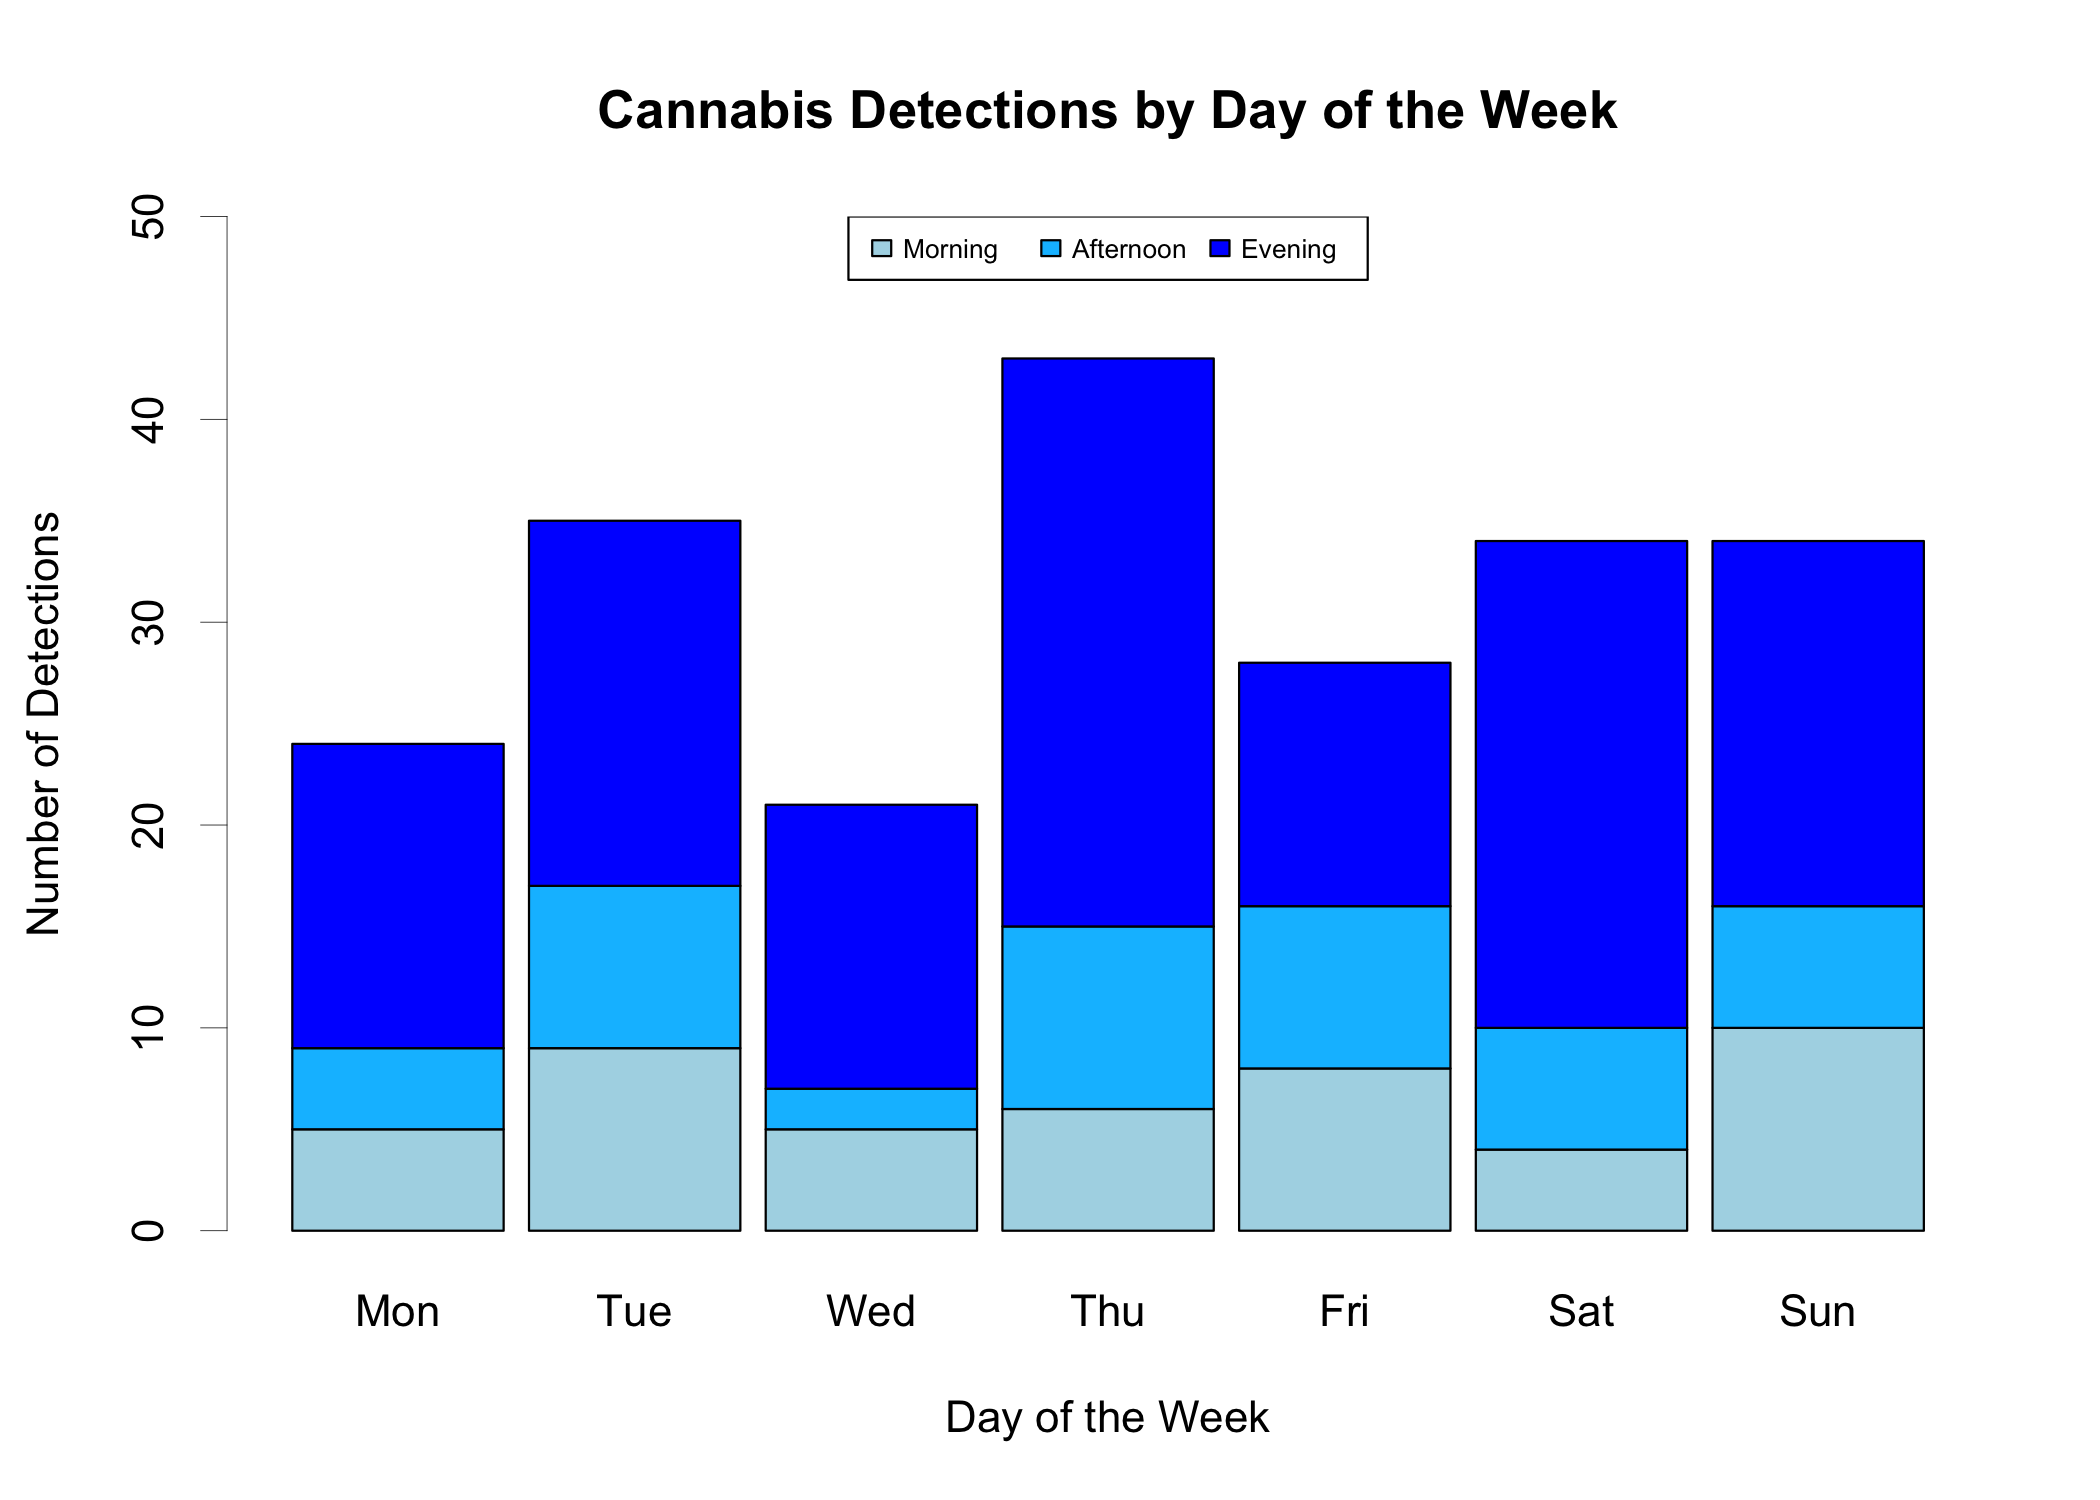 Cannabis Detections by Day of the Week
Morning Afternoon Evening
50
40
30
20
10
0
Number of Detections
Mon Tue Wed Thu Fri Sat Sun
Day of the Week